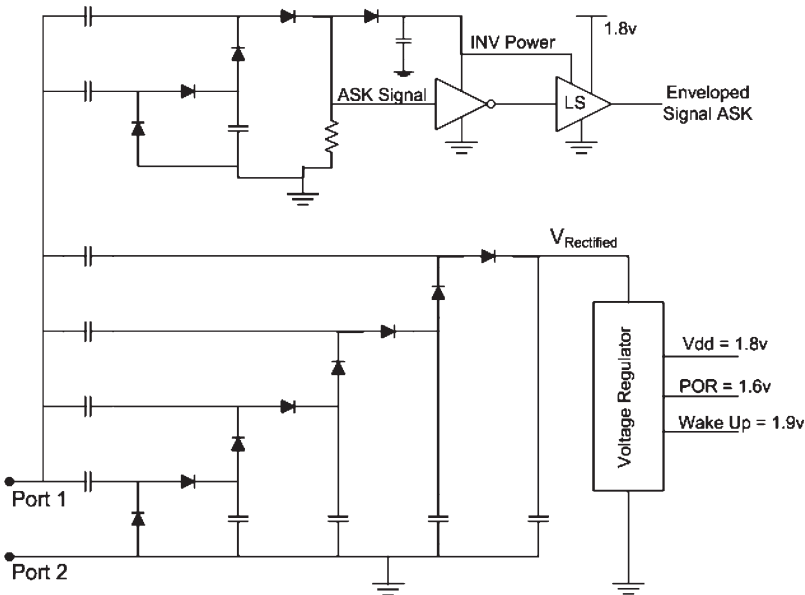 1.8v
INV Power
ASK Signal
LS
Enveloped
Signal ASK
VRectified
Voltage Regulator
Vdd = 1.8v
POR = 1.6v
Wake Up = 1.9v
Port 1
Port 2